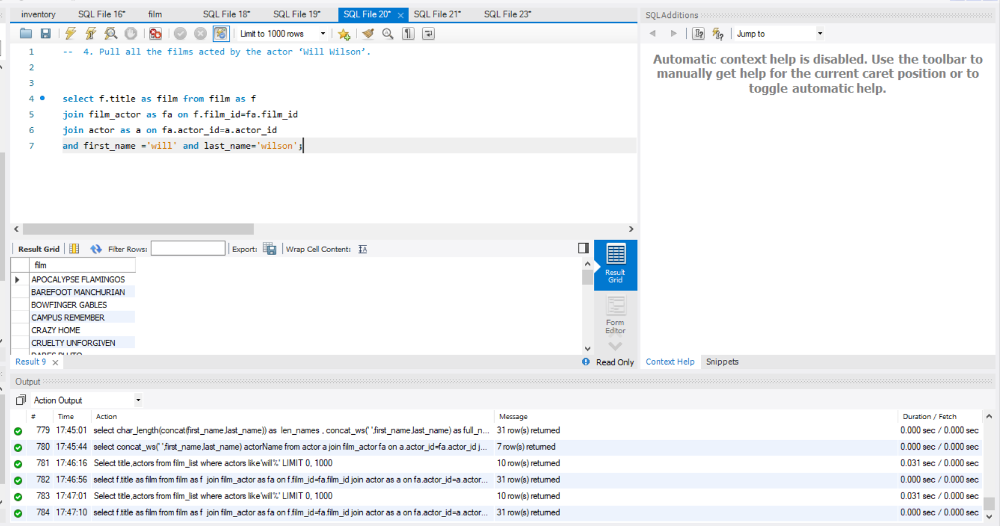 inventory SQL File 16* film SQL File 18* SQL File 19* SQL File 20* SQL File 21* SQL File 23*
Limit to 1000 rows
1 -- 4. Pull all the films acted by the actor ‘Will Wilson’.
2
3
4 select f.title as film from film as f
5 join film_actor as fa on f.film_id=fa.film_id
6 join actor as a on fa.actor_id=a.actor_id
7 and first_name ='will' and last_name='wilson';
SQLAdditions
Jump to
Automatic context help is disabled. Use the toolbar to
manually get help for the current caret position or to
toggle automatic help.
Result Grid Filter Rows: Export: Wrap Cell Content:
film
APOCALYPSE FLAMINGOS
BAREFOOT MANCHURIAN
BOWFINGER GABLES
CAMPUS REMEMBER
CRAZY HOME
CRUELTY UNFORGIVEN
Result
Grid
Form
Editor
Result 9 Read Only
Context Help Snippets
Output
Action Output
# Time Action Message Duration / Fetch
779 17:45:01 select char_length(concat(first_name,last_name)) as len_names , concat_ws(' ',first_name,last_name) as full_n... 31 row(s) returned 0.000 sec / 0.000 sec
780 17:45:44 select concat_ws(' ',first_name,last_name) actorName from actor a join film_actor fa on a.actor_id=fa.actor_id j... 7 row(s) returned 0.000 sec / 0.000 sec
781 17:46:16 Select title,actors from film_list where actors like'will%' LIMIT 0, 1000 10 row(s) returned 0.031 sec / 0.000 sec
782 17:46:56 select f.title as film from film as f join film_actor as fa on f.film_id=fa.film_id join actor as a on fa.actor_id=a.actor... 31 row(s) returned 0.000 sec / 0.000 sec
783 17:47:01 Select title,actors from film_list where actors like'will%' LIMIT 0, 1000 10 row(s) returned 0.031 sec / 0.000 sec
784 17:47:10 select f.title as film from film as f join film_actor as fa on f.film_id=fa.film_id join actor as a on fa.actor_id=a.actor... 31 row(s) returned 0.000 sec / 0.000 sec